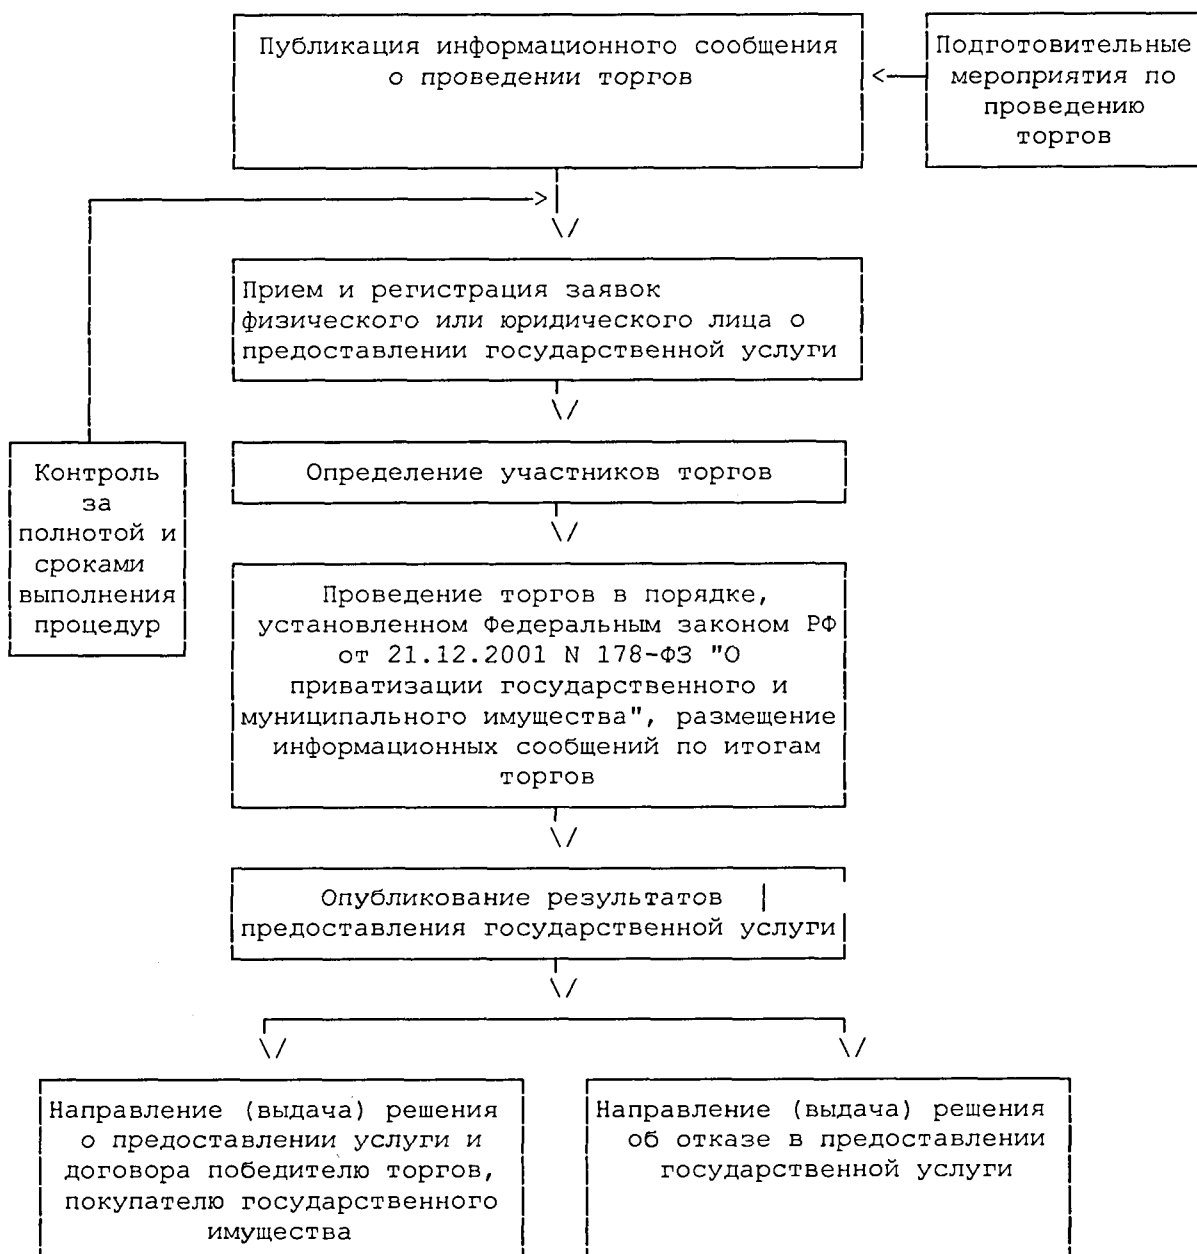 Публикация информационного сообщения
о проведении торгов
Подготовительные
мероприятия по
проведению
торгов
Прием и регистрация заявок
физического или юридического лица о
предоставлении государственной услуги
Контроль
за
полнотой и
сроками
выполнения
процедур
Определение участников торгов
Проведение торгов в порядке,
установленном Федеральным законом РФ
от 21.12.2001 N 178-ФЗ "О
приватизации государственного и
муниципального имущества", размещение
информационных сообщений по итогам
торгов
Опубликование результатов
предоставления государственной услуги
Направление (выдача) решения
о предоставлении услуги и
договора победителю торгов,
покупателю государственного
имущества
Направление (выдача) решения
об отказе в предоставлении
государственной услуги